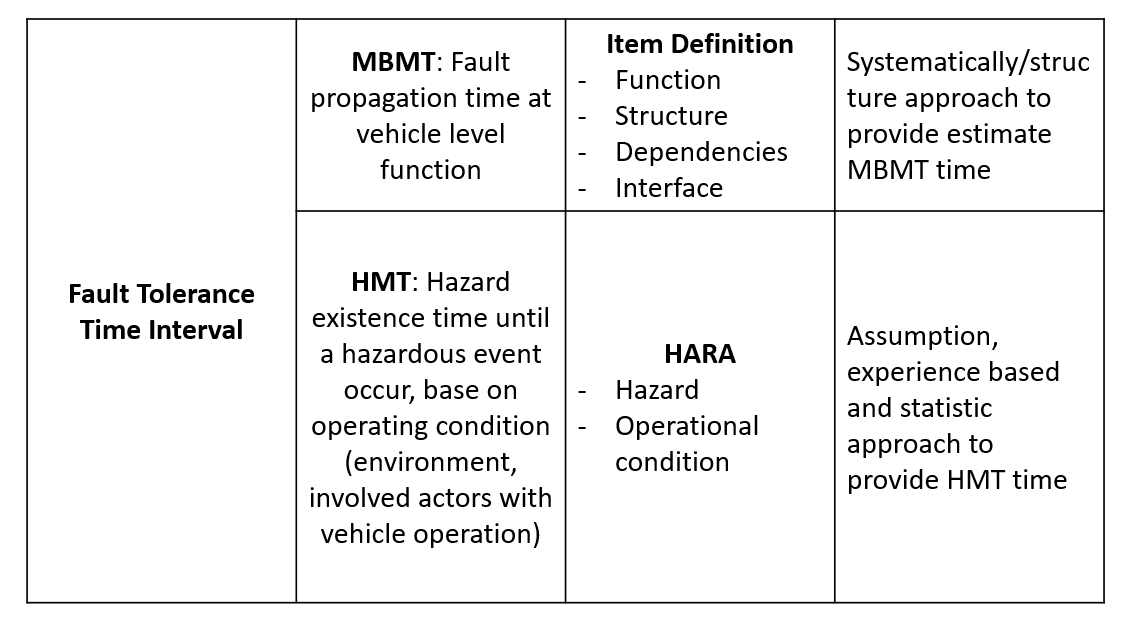 Fault Tolerance
Time Interval
MBMT: Fault
propagation time at
vehicle level
function
Item Definition
- Function
- Structure
- Dependencies
- Interface
Systematically/struc
ture approach to
provide estimate
MBMT time
HMT: Hazard
existence time until
a hazardous event
occur, base on
operating condition
(environment,
involved actors with
vehicle operation)
HARA
- Hazard
- Operational
condition
Assumption,
experience based
and statistic
approach to
provide HMT time